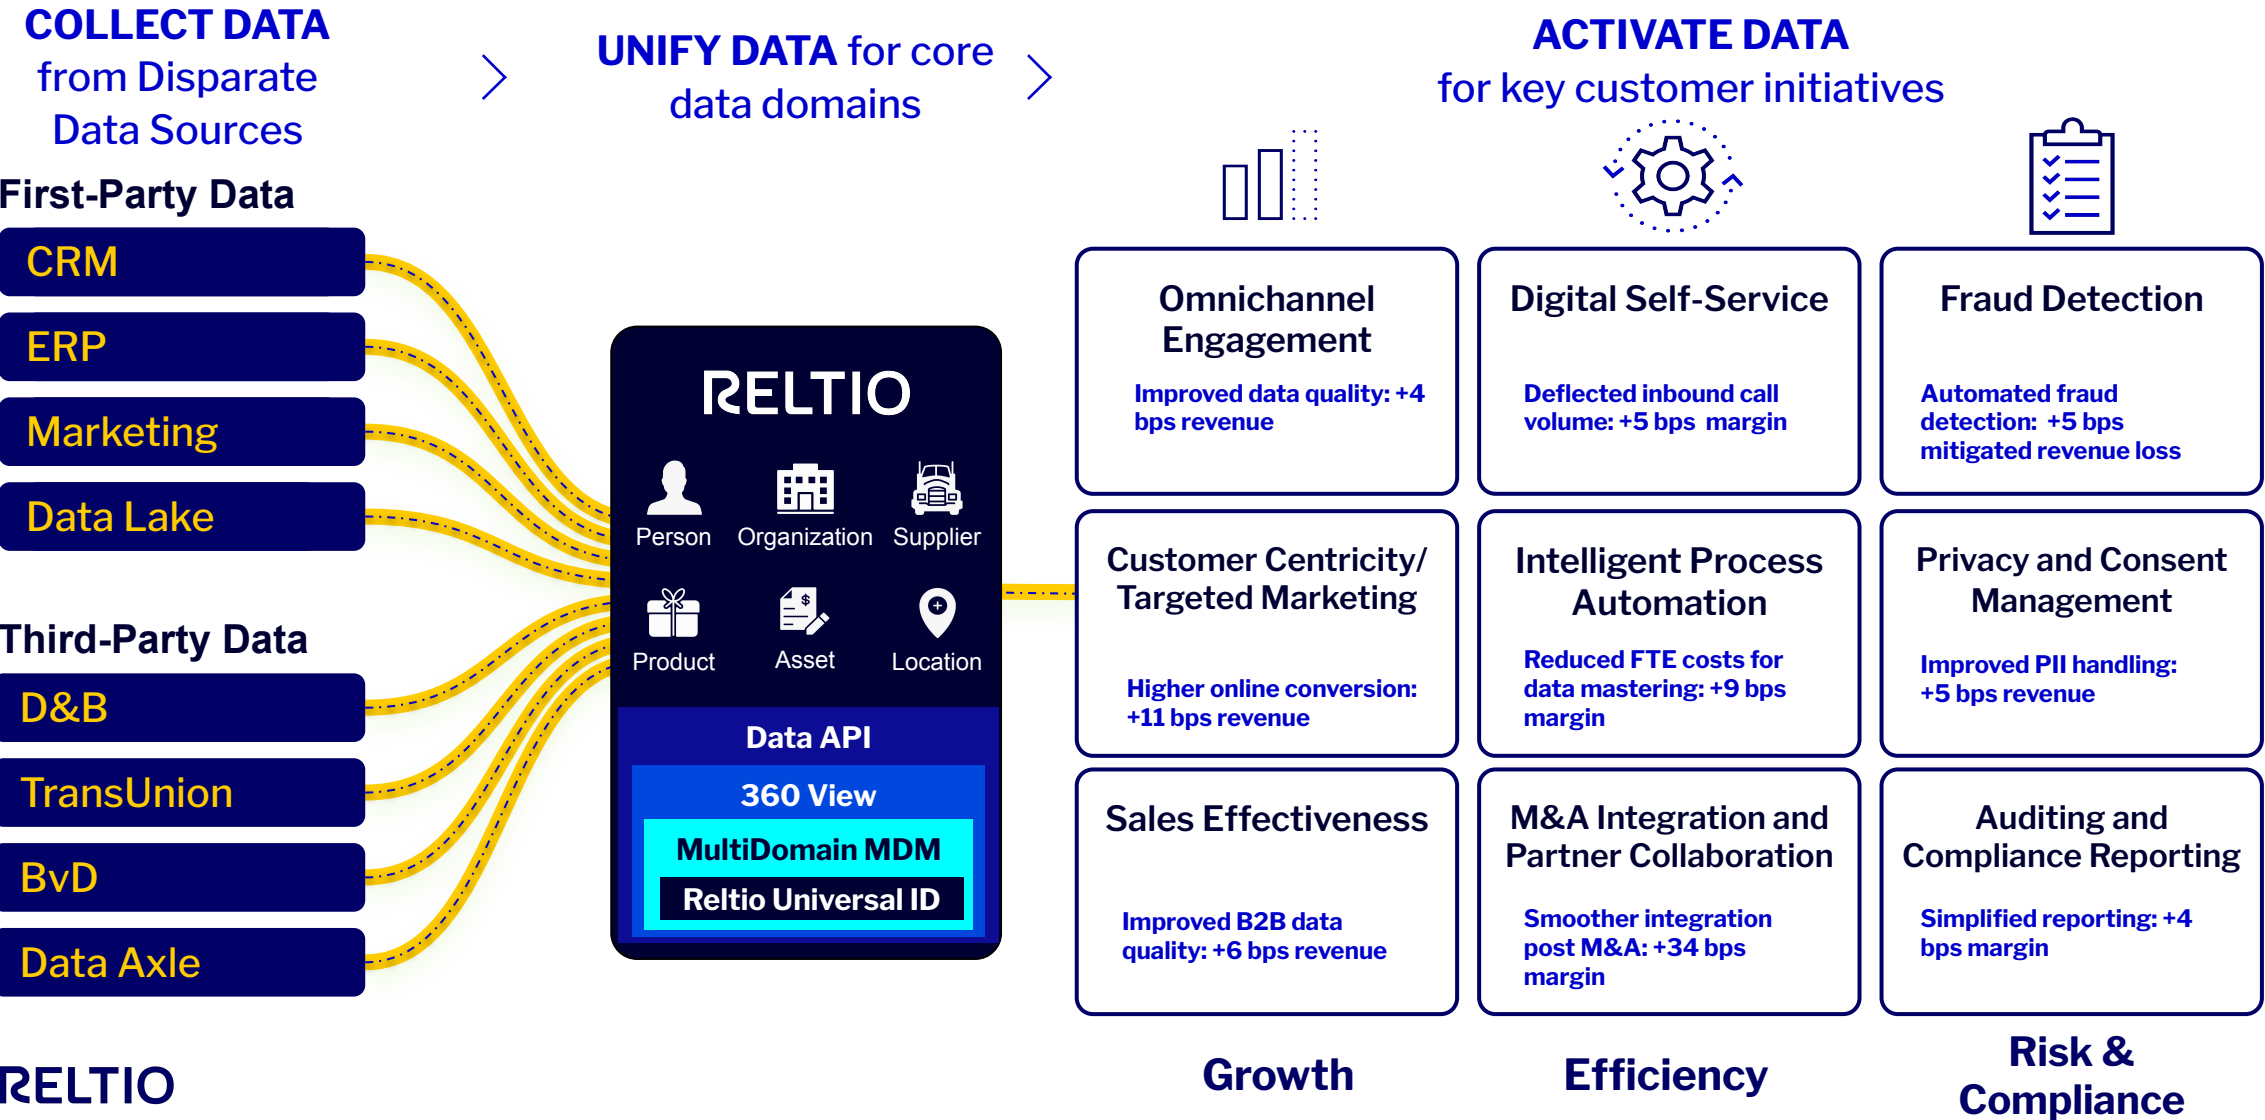 COLLECT DATA
from Disparate
Data Sources
UNIFY DATA for core
data domains
ACTIVATE DATA
for key customer initiatives
First-Party Data
CRM
ERP
Marketing
Data Lake
Third-Party Data
D&B
TransUnion
BvD
Data Axle
RELTIO
Person
Organization
Supplier
Product
Asset
Location
Data API
360 View
MultiDomain MDM
Reltio Universal ID
Omnichannel
Engagement
Improved data quality: +4
bps revenue
Digital Self-Service
Deflected inbound call
volume: +5 bps margin
Fraud Detection
Automated fraud
detection: +5 bps
mitigated revenue loss
Customer Centricity/
Targeted Marketing
Higher online conversion:
+11 bps revenue
Intelligent Process
Automation
Reduced FTE costs for
data mastering: +9 bps
margin
Privacy and Consent
Management
Improved PII handling:
+5 bps revenue
Sales Effectiveness
Improved B2B data
quality: +6 bps revenue
M&A Integration and
Partner Collaboration
Smoother integration
post M&A: +34 bps
margin
Auditing and
Compliance Reporting
Simplified reporting: +4
bps margin
Growth
Efficiency
Risk &
Compliance
RELTIO